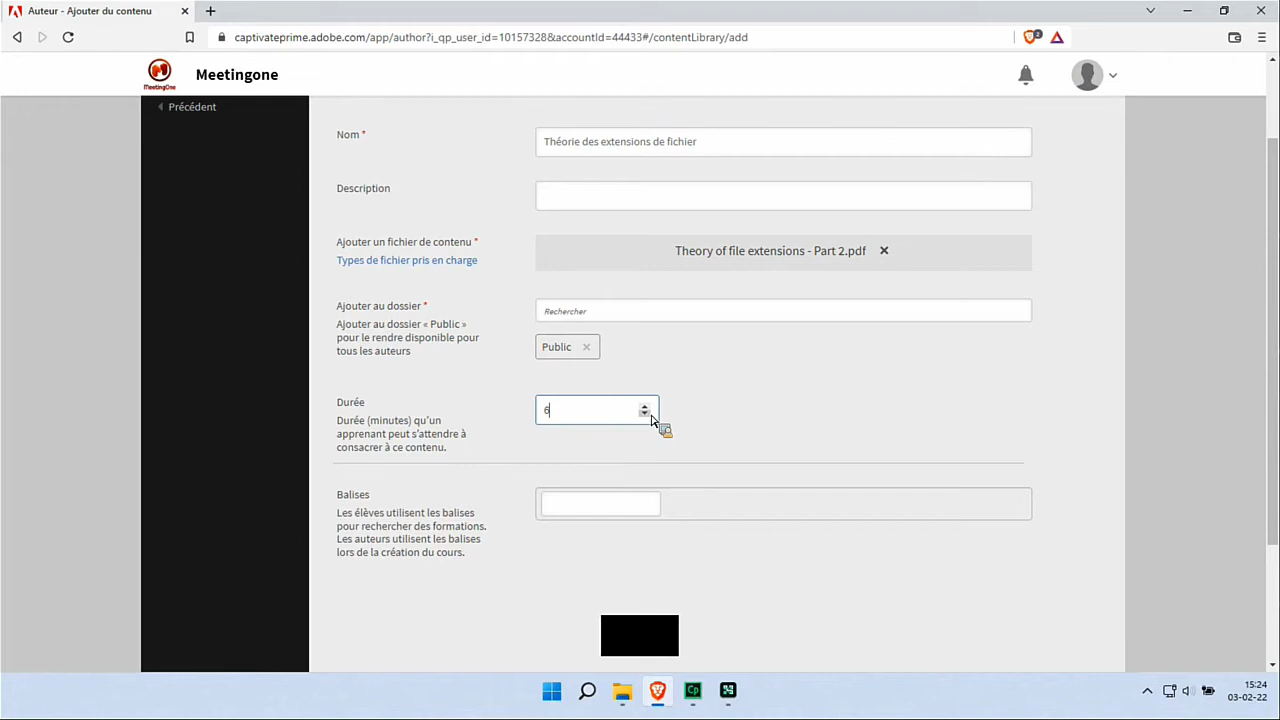 Auteur - Ajouter du contenu
captivateprime.adobe.com/app/author?i_qp_user_id=10157328&accountId=44433#/contentLibrary/add
2
MeetingOne
Meetingone
Précédent
Nom *
Théorie des extensions de fichier
Description
Ajouter un fichier de contenu *
Types de fichier pris en charge
Theory of file extensions - Part 2.pdf
Ajouter au dossier *
Ajouter au dossier « Public »
pour le rendre disponible pour
tous les auteurs
Rechercher
Public
Durée
Durée (minutes) qu'un
apprenant peut s'attendre à
consacrer à ce contenu.
6
Balises
Les élèves utilisent les balises
pour rechercher des formations.
Les auteurs utilisent les balises
lors de la création du cours.
Cp
15:24
03-02-22